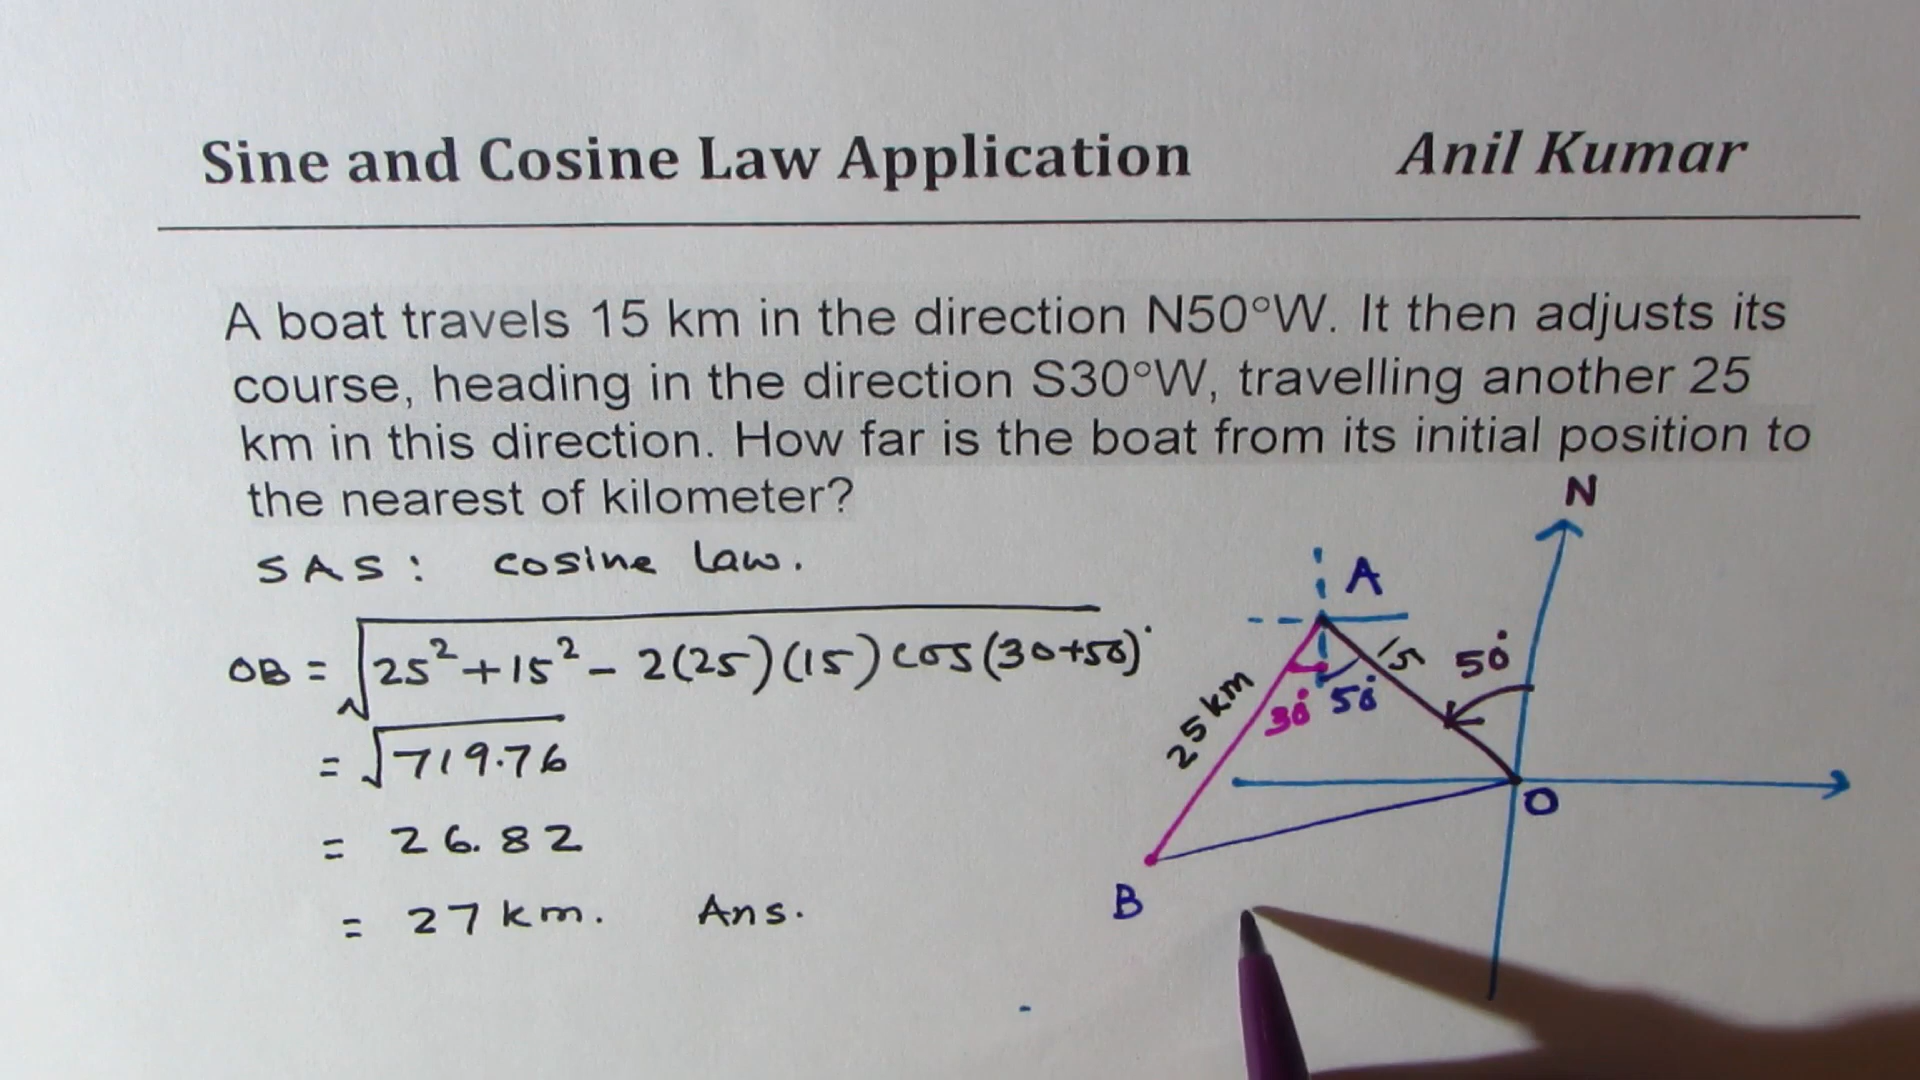 Sine and Cosine Law Application Anil Kumar
A boat travels 15 km in the direction N50°W. It then adjusts its
course, heading in the direction S30°W, travelling another 25
km in this direction. How far is the boat from its initial position to
the nearest of kilometer?
SAS: cosine law.
OB = √25²+15²-2(25)(15)cos(30+50)°
= √719.76
= 26.82
= 27 km. Ans.
N
A
15
50°
25 km
30° 50°
O
B